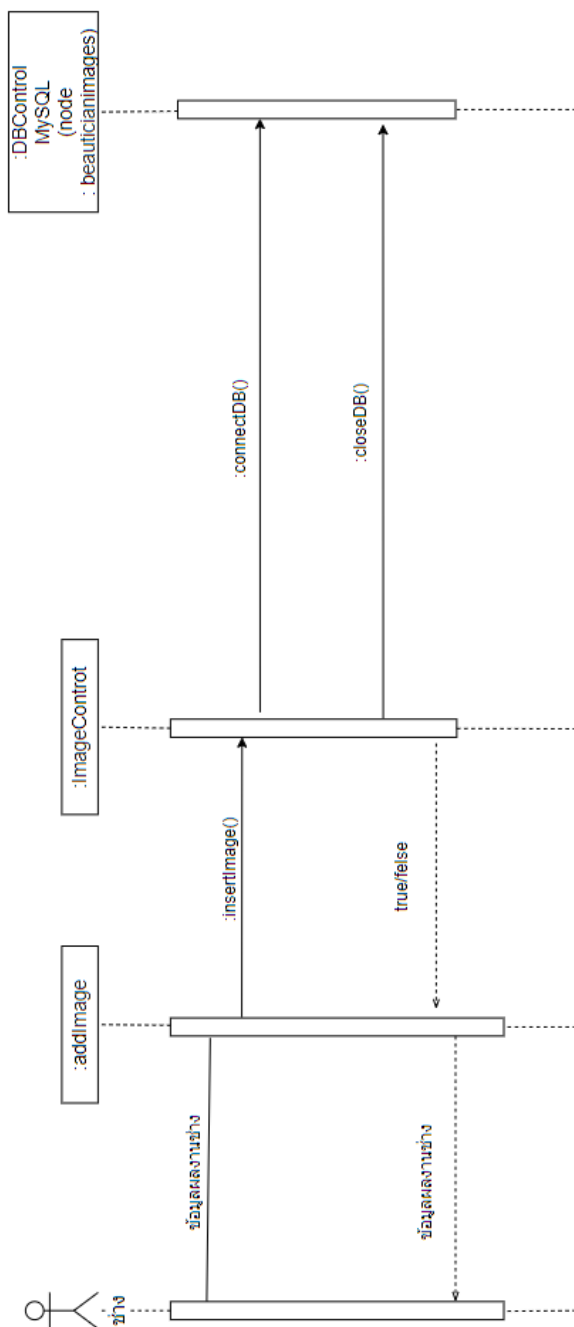 ช่าง
:addImage
:ImageControt
:DBControl
MySQL
(node
: beauticianimages)
ข้อมูลผลงานช่าง
:insertImage()
:connectDB()
:closeDB()
true/felse
ข้อมูลผลงานช่าง